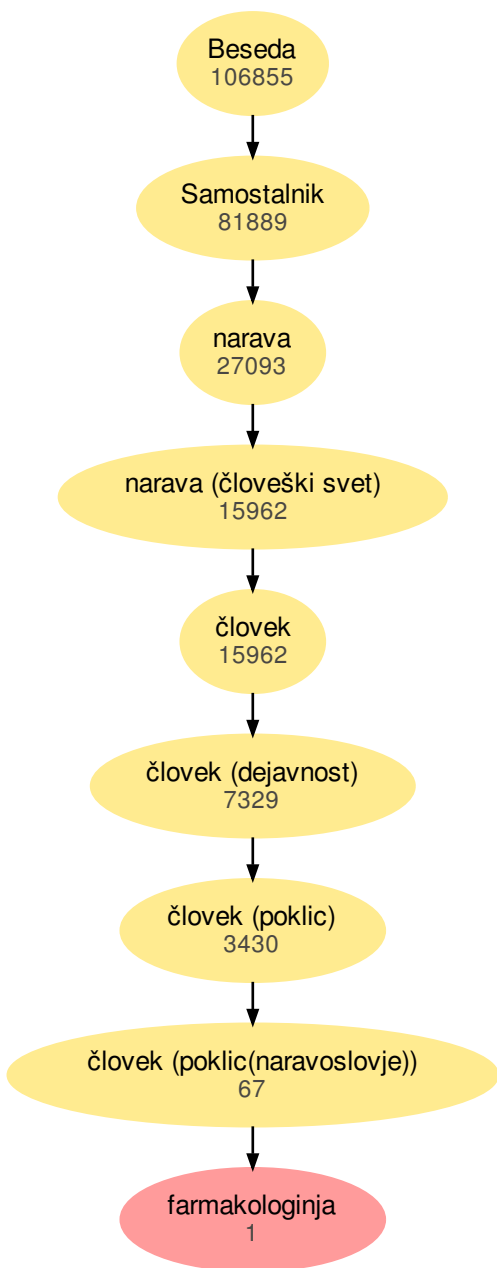 Beseda
106855
Samostalnik
81889
narava
27093
narava (človeški svet)
15962
človek
15962
človek (dejavnost)
7329
človek (poklic)
3430
človek (poklic(naravoslovje))
67
farmakologinja
1